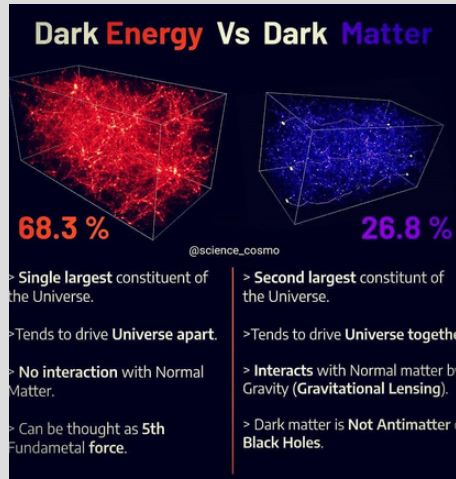 Dark Energy Vs Dark Matter
68.3 %
26.8 %
@science_cosmo
> Single largest constituent of
the Universe.
>Tends to drive Universe apart.
> No interaction with Normal
Matter.
> Can be thought as 5th
Fundametal force.
> Second largest constitunt of
the Universe.
>Tends to drive Universe togethe
> Interacts with Normal matter b
Gravity (Gravitational Lensing).
> Dark matter is Not Antimatter
Black Holes.